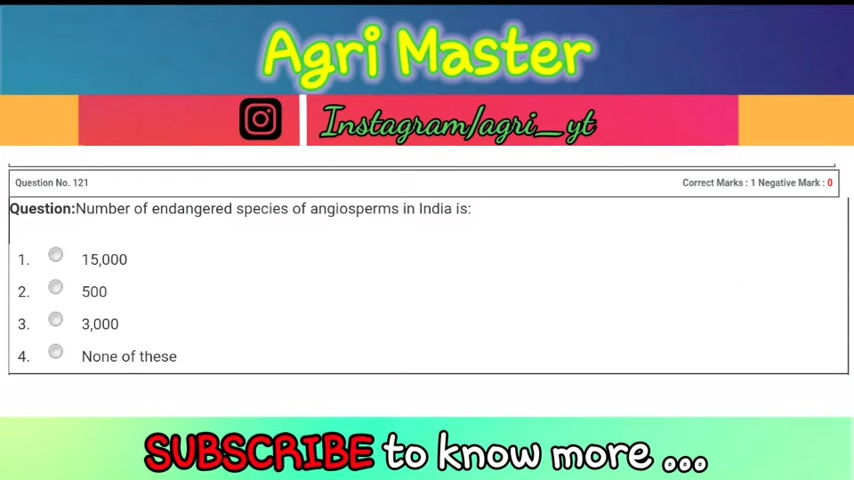 Agri Master
Instagram/agri_yt
Question No. 121 Correct Marks : 1 Negative Mark : 0
Question:Number of endangered species of angiosperms in India is:
1. 15,000
2. 500
3. 3,000
4. None of these
SUBSCRIBE to know more ...